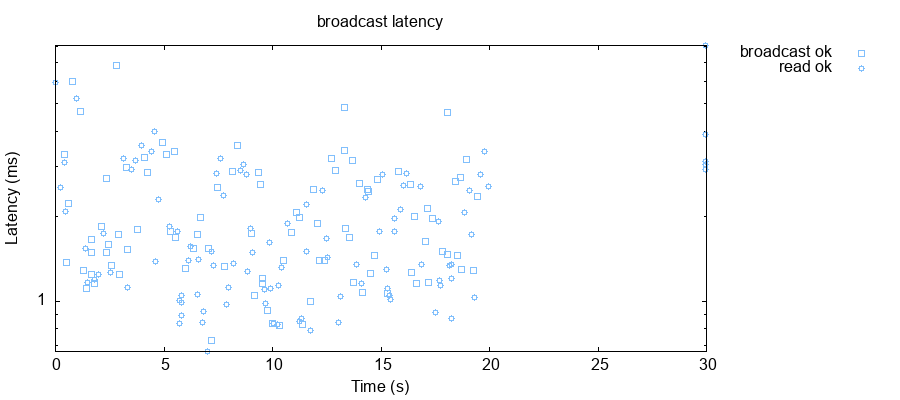 broadcast latency
broadcast ok
read ok
Latency (ms)
1
0 5 10 15 20 25 30
Time (s)